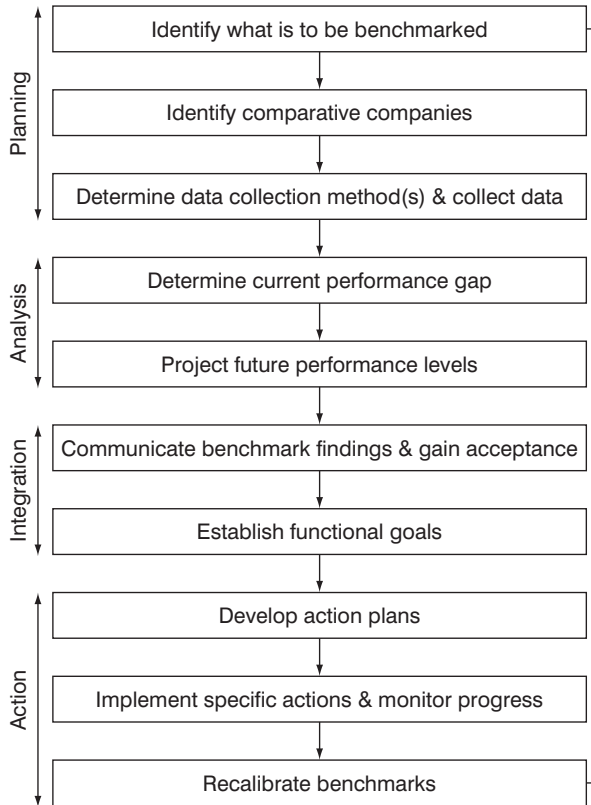 Planning
Identify what is to be benchmarked
Identify comparative companies
Determine data collection method(s) & collect data
Analysis
Determine current performance gap
Project future performance levels
Integration
Communicate benchmark findings & gain acceptance
Establish functional goals
Action
Develop action plans
Implement specific actions & monitor progress
Recalibrate benchmarks